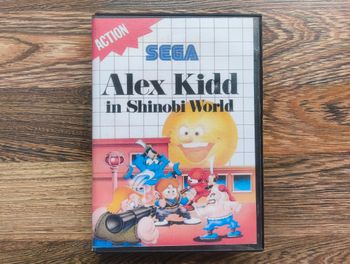 ACTION
SEGA
Alex Kidd
in Shinobi World